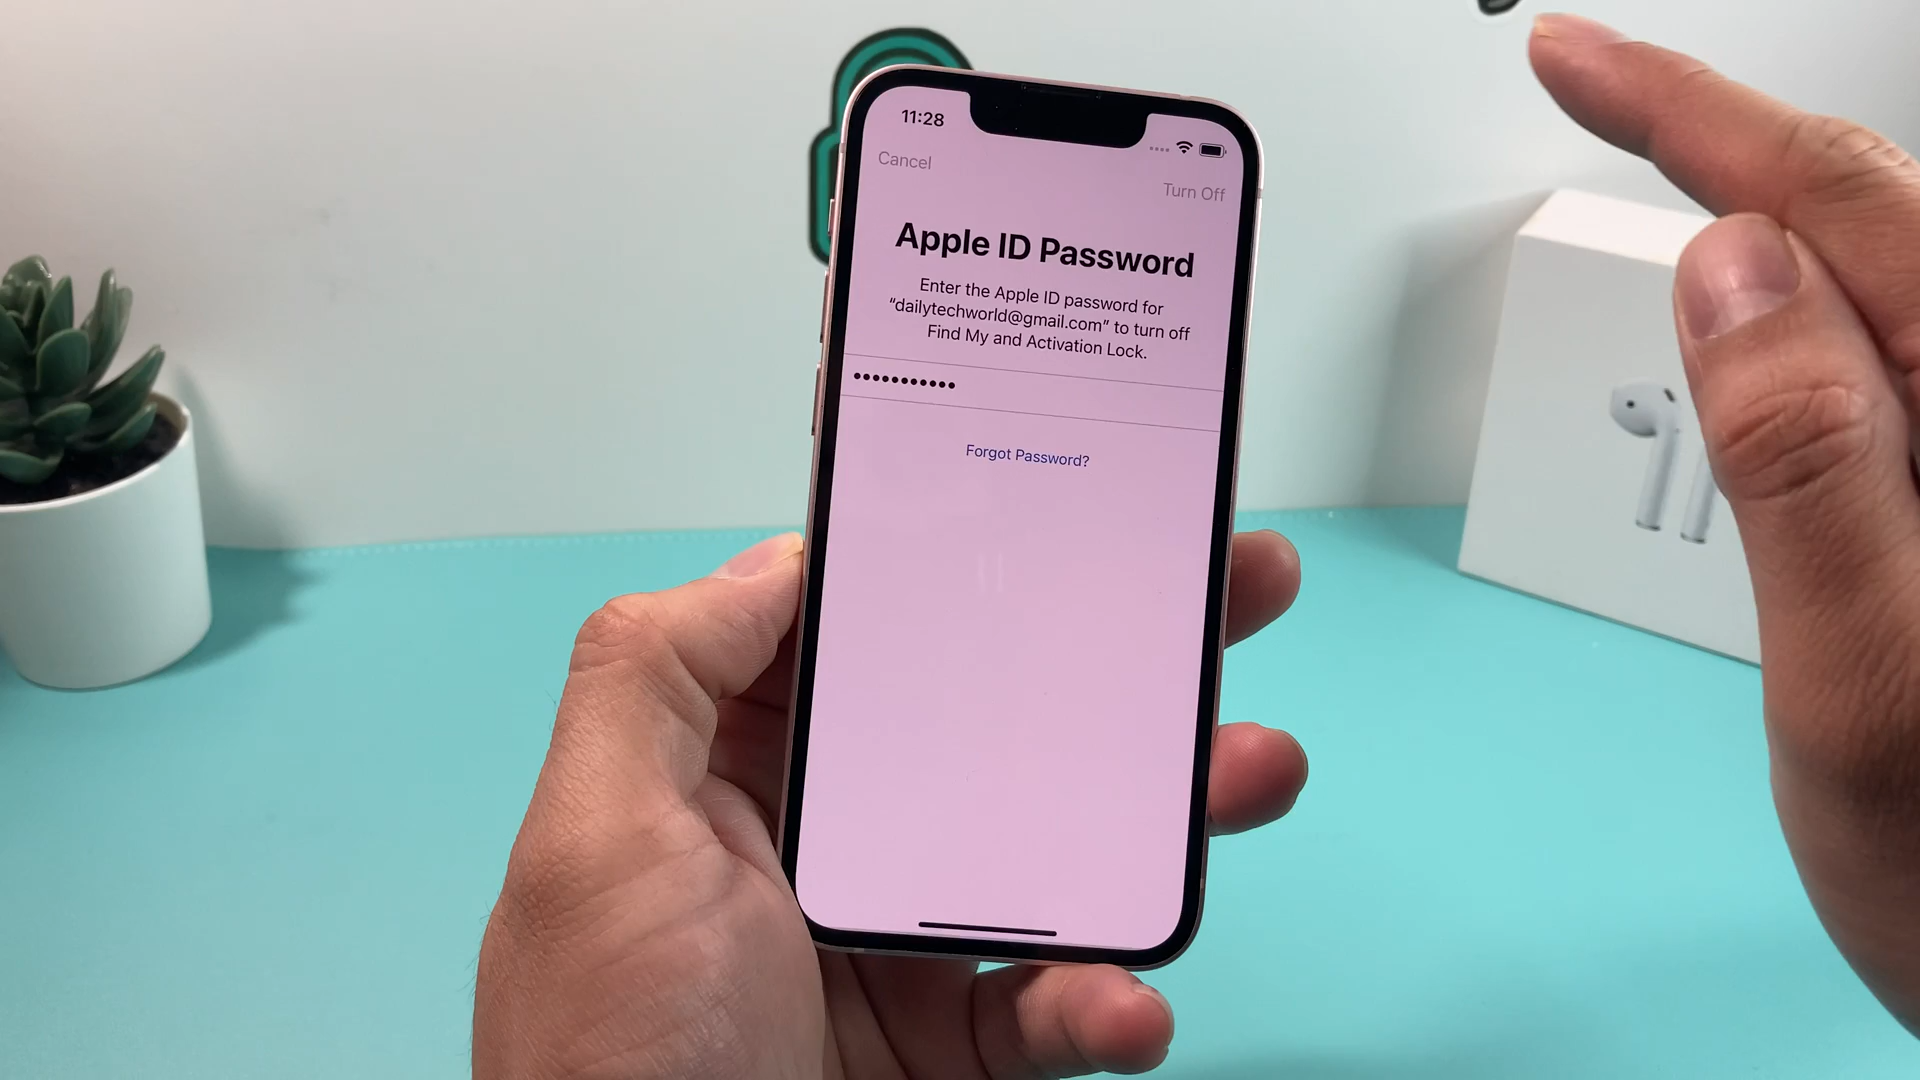 11:28
Cancel
Turn Off
Apple ID Password
Enter the Apple ID password for
“dailytechworld@gmail.com” to turn off
Find My and Activation Lock.
•••••••••••
Forgot Password?